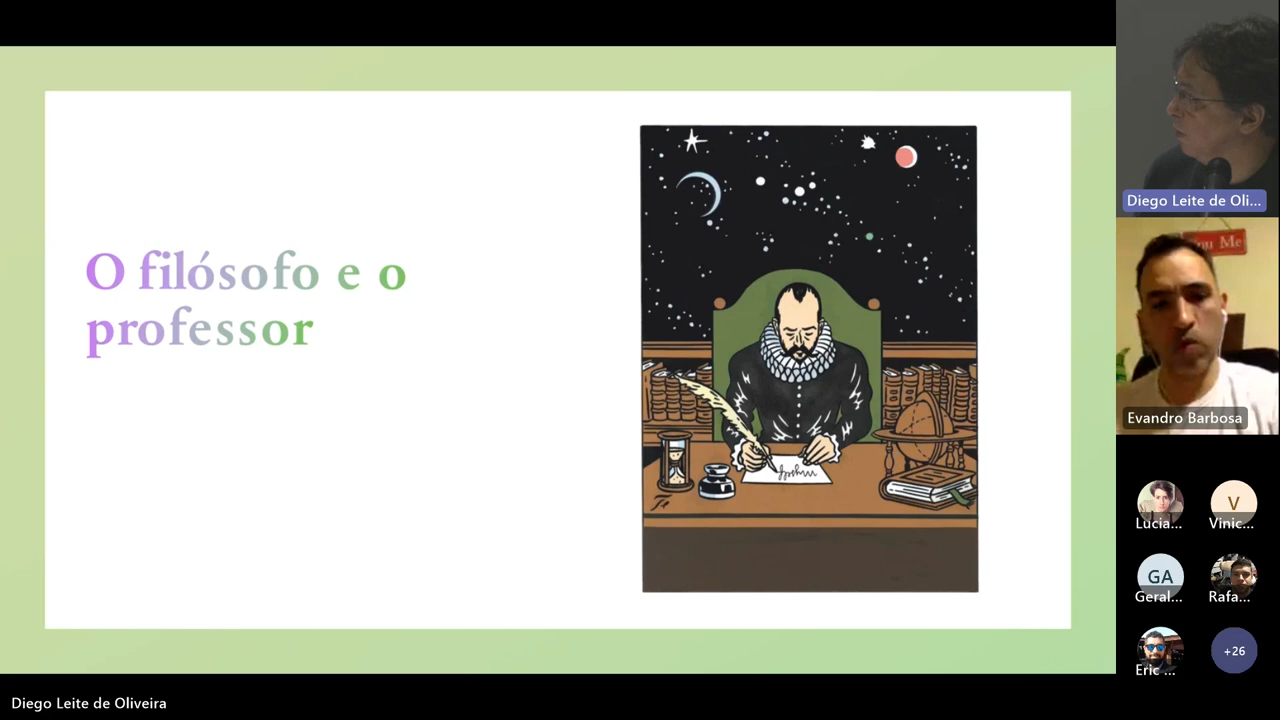 O filósofo e o
professor
Diego Leite de Oli...
Me
Evandro Barbosa
Lucia...
V
Vinic...
GA
Geral...
Rafa...
Eric ...
+26
Diego Leite de Oliveira